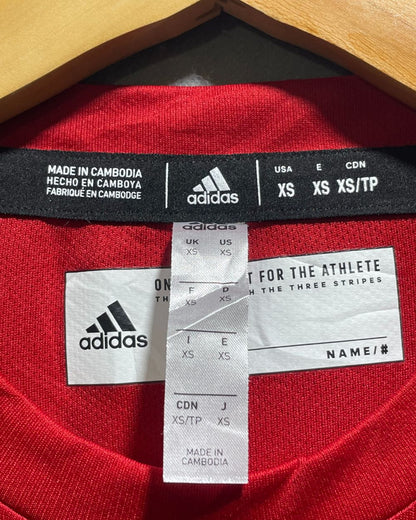 MADE IN CAMBODIA
HECHO EN CAMBOYA
FABRIQUÉ EN CAMBODGE
adidas
USA E CDN
XS XS XS/TP
adidas
UK US
XS XS
F D
XS XS
I E
XS XS
CDN J
XS/TP XS
MADE IN
CAMBODIA
FOR THE ATHLETE
THE THREE STRIPES
adidas
NAME/#